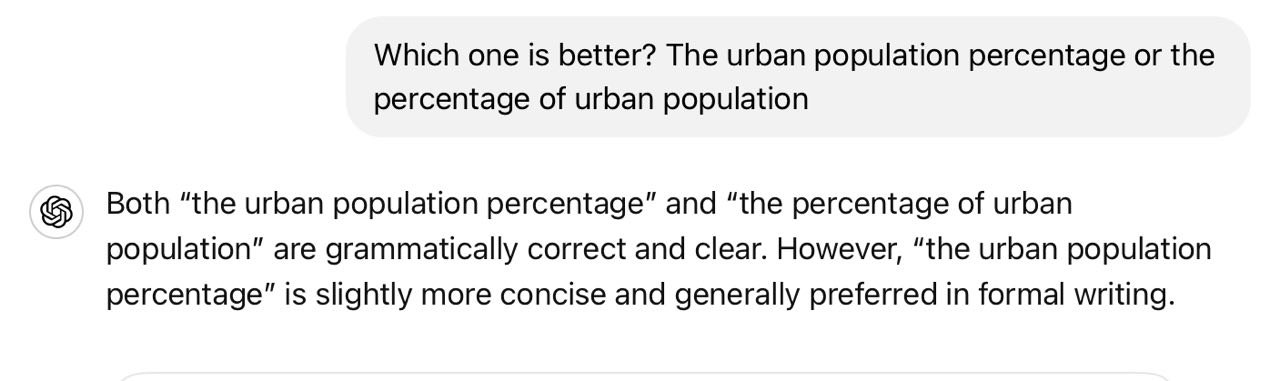 Which one is better? The urban population percentage or the
percentage of urban population
Both “the urban population percentage” and “the percentage of urban
population” are grammatically correct and clear. However, “the urban population
percentage” is slightly more concise and generally preferred in formal writing.